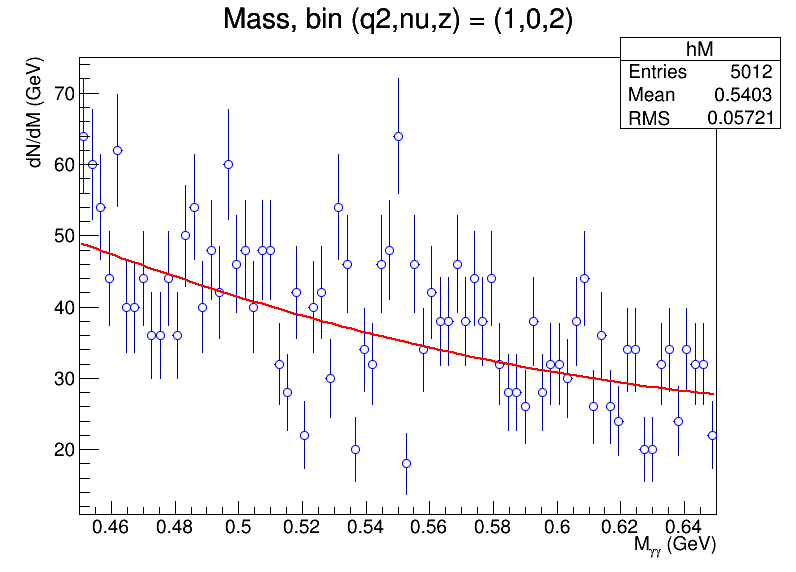 Mass, bin (q2,nu,z) = (1,0,2)
hM
Entries 5012
Mean 0.5403
RMS 0.05721
dN/dM (GeV)
70
60
50
40
30
20
0.46 0.48 0.5 0.52 0.54 0.56 0.58 0.6 0.62 0.64
Mγγ (GeV)